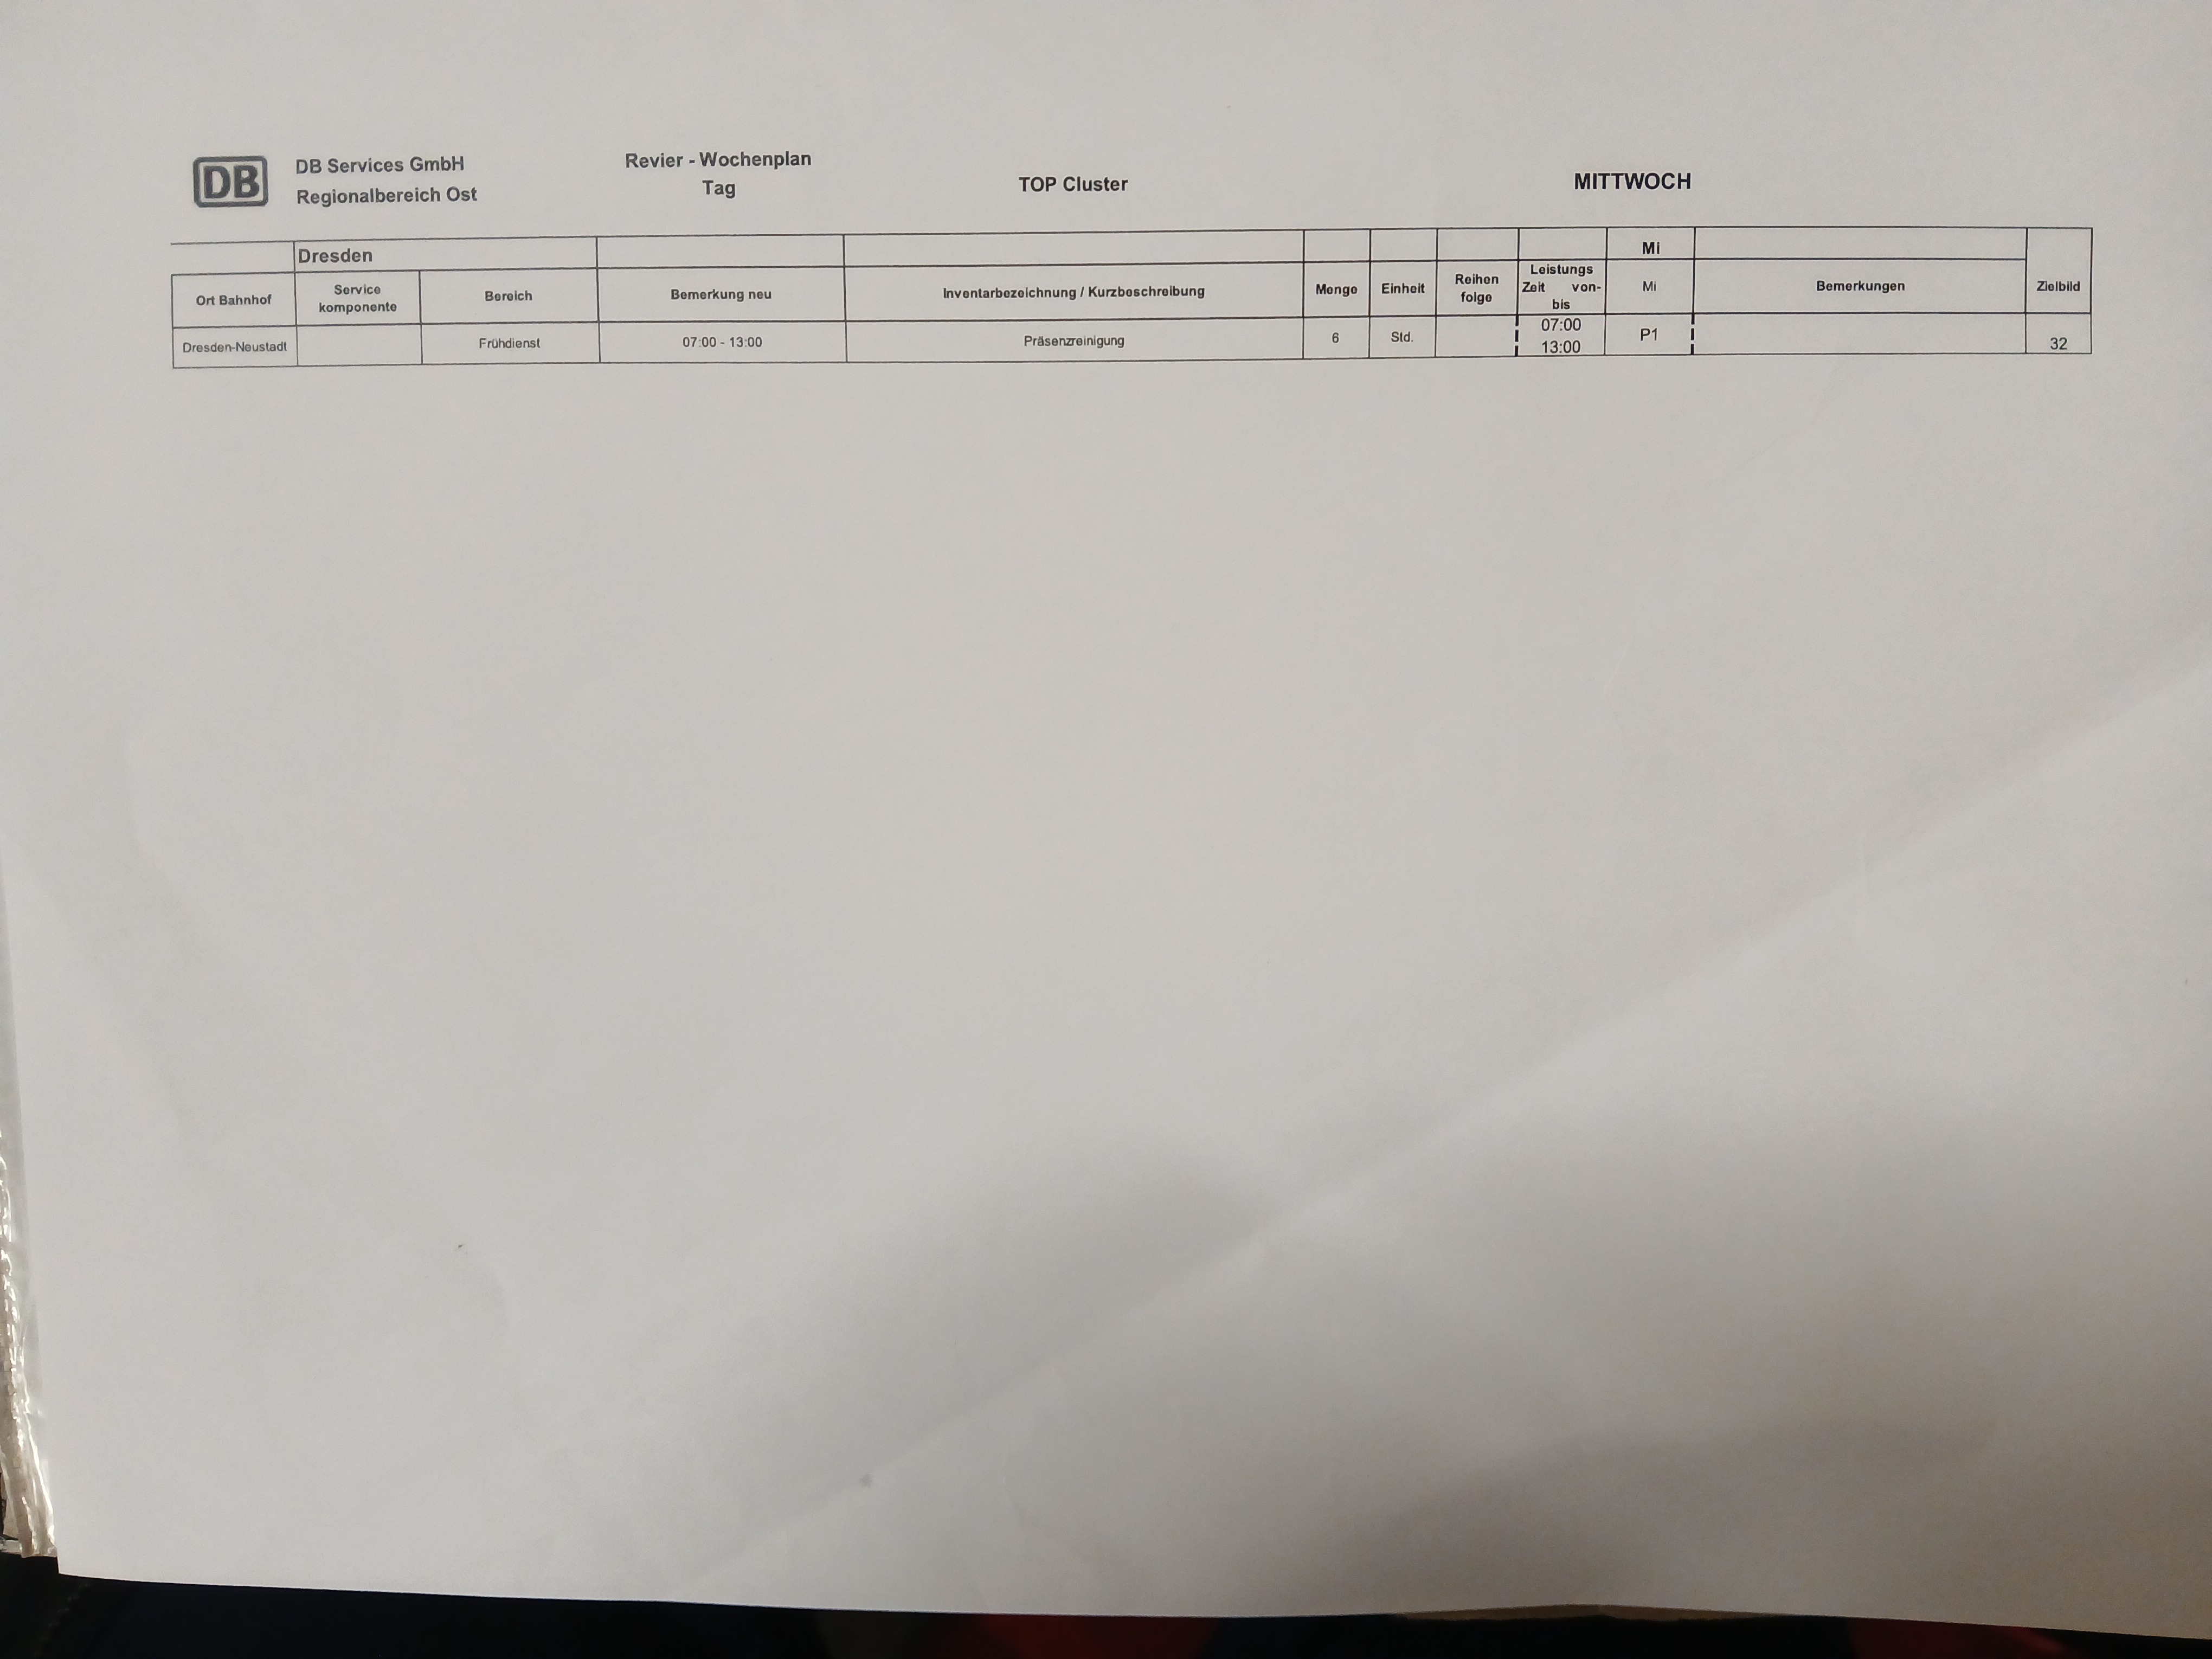 DB
DB Services GmbH
Regionalbereich Ost
Revier - Wochenplan
Tag
TOP Cluster
MITTWOCH
Dresden
Mi
Ort Bahnhof
Service
komponente
Bereich
Bemerkung neu
Inventarbezeichnung / Kurzbeschreibung
Menge
Einheit
Reihen
folge
Leistungs
Zeit von-
bis
Mi
Bemerkungen
Zielbild
Dresden-Neustadt
Frühdienst
07:00 - 13:00
Präsenzreinigung
6
Std.
07:00
13:00
P1
32